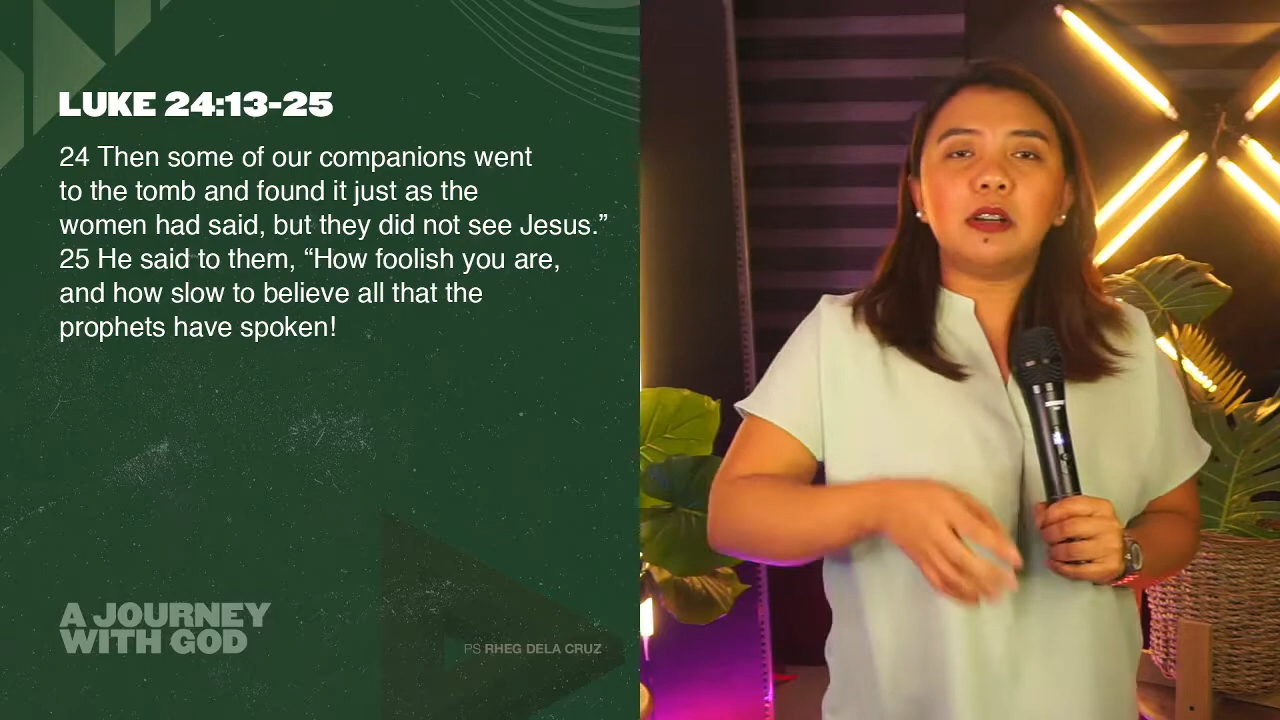 LUKE 24:13-25
24 Then some of our companions went
to the tomb and found it just as the
women had said, but they did not see Jesus.”
25 He said to them, “How foolish you are,
and how slow to believe all that the
prophets have spoken!
A JOURNEY
WITH GOD
PS RHEG DELA CRUZ